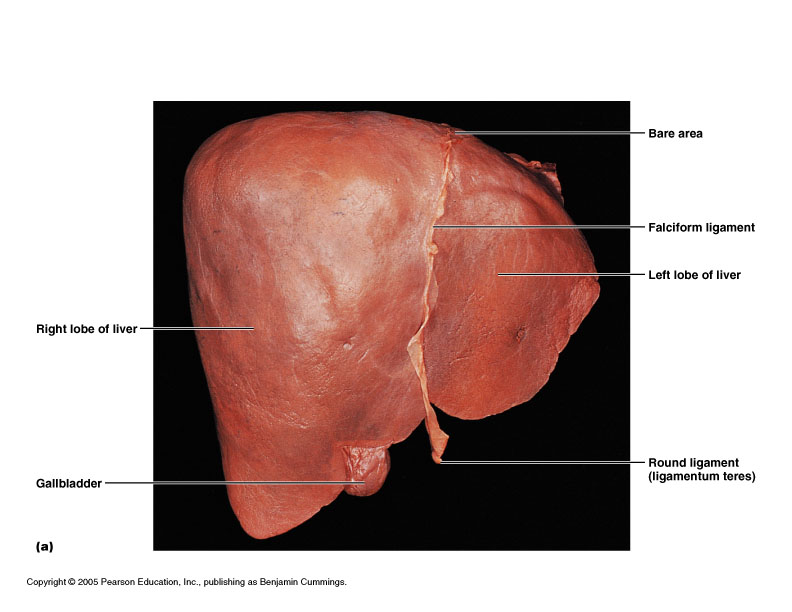 Bare area
Falciform ligament
Left lobe of liver
Right lobe of liver
Round ligament
(ligamentum teres)
Gallbladder
(a)
Copyright © 2005 Pearson Education, Inc., publishing as Benjamin Cummings.